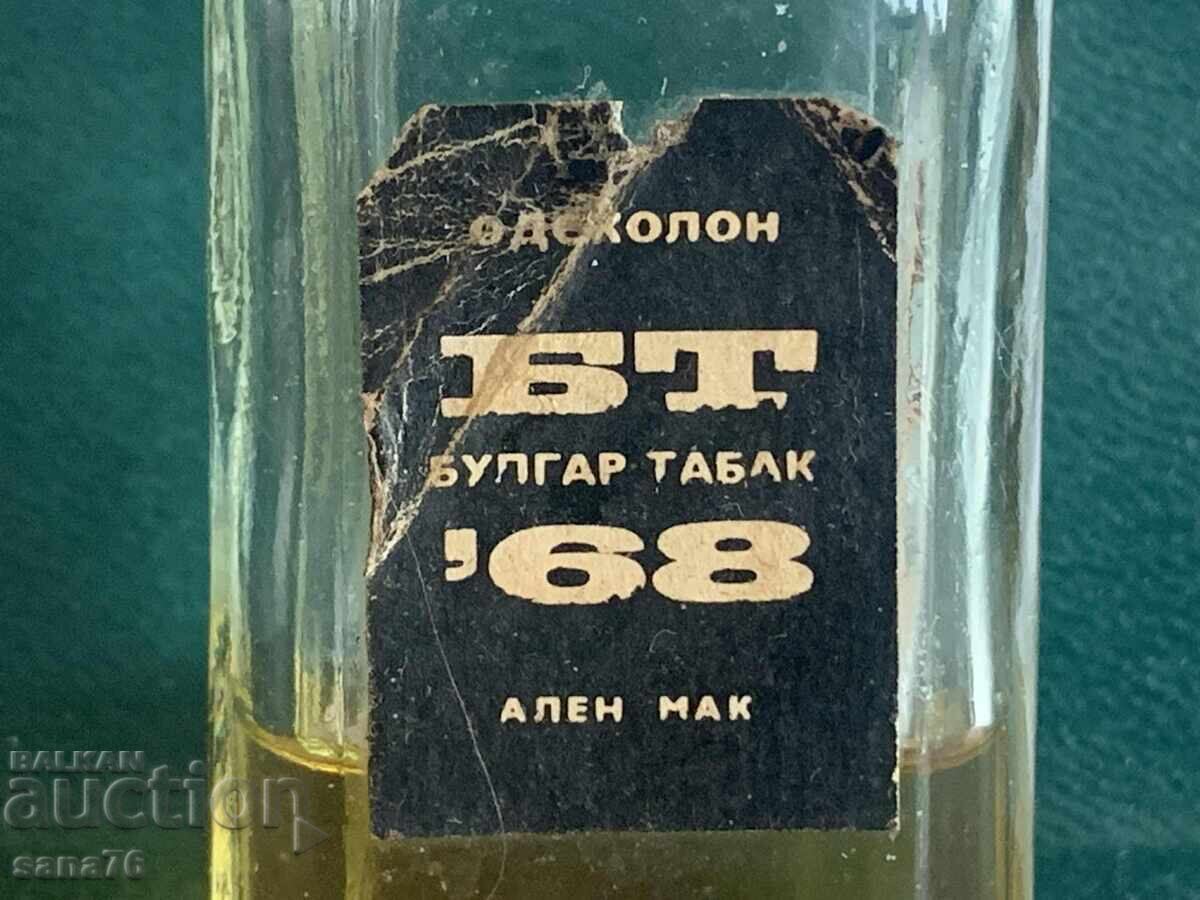 одеколон
БТ
БУЛГАР ТАБАК
'68
АЛЕН МАК
BALKAN
auction
sana76